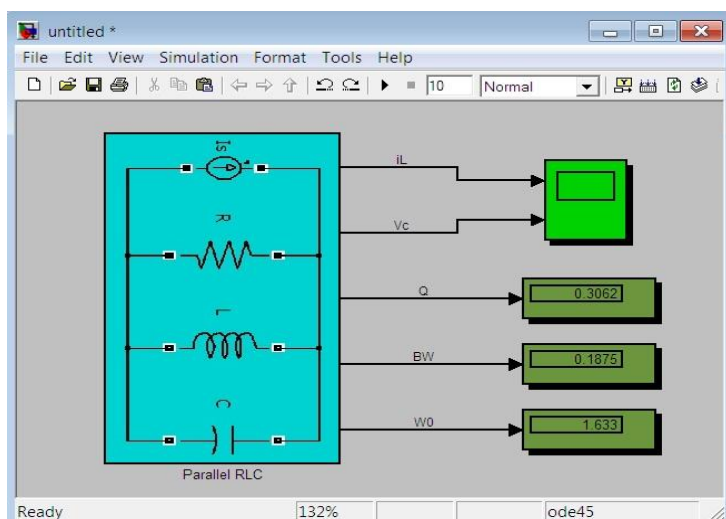 untitled *
File Edit View Simulation Format Tools Help
10 Normal
Is
R
L
C
iL
Vc
Q
BW
W0
0.3062
0.1875
1.633
Parallel RLC
Ready 132% ode45